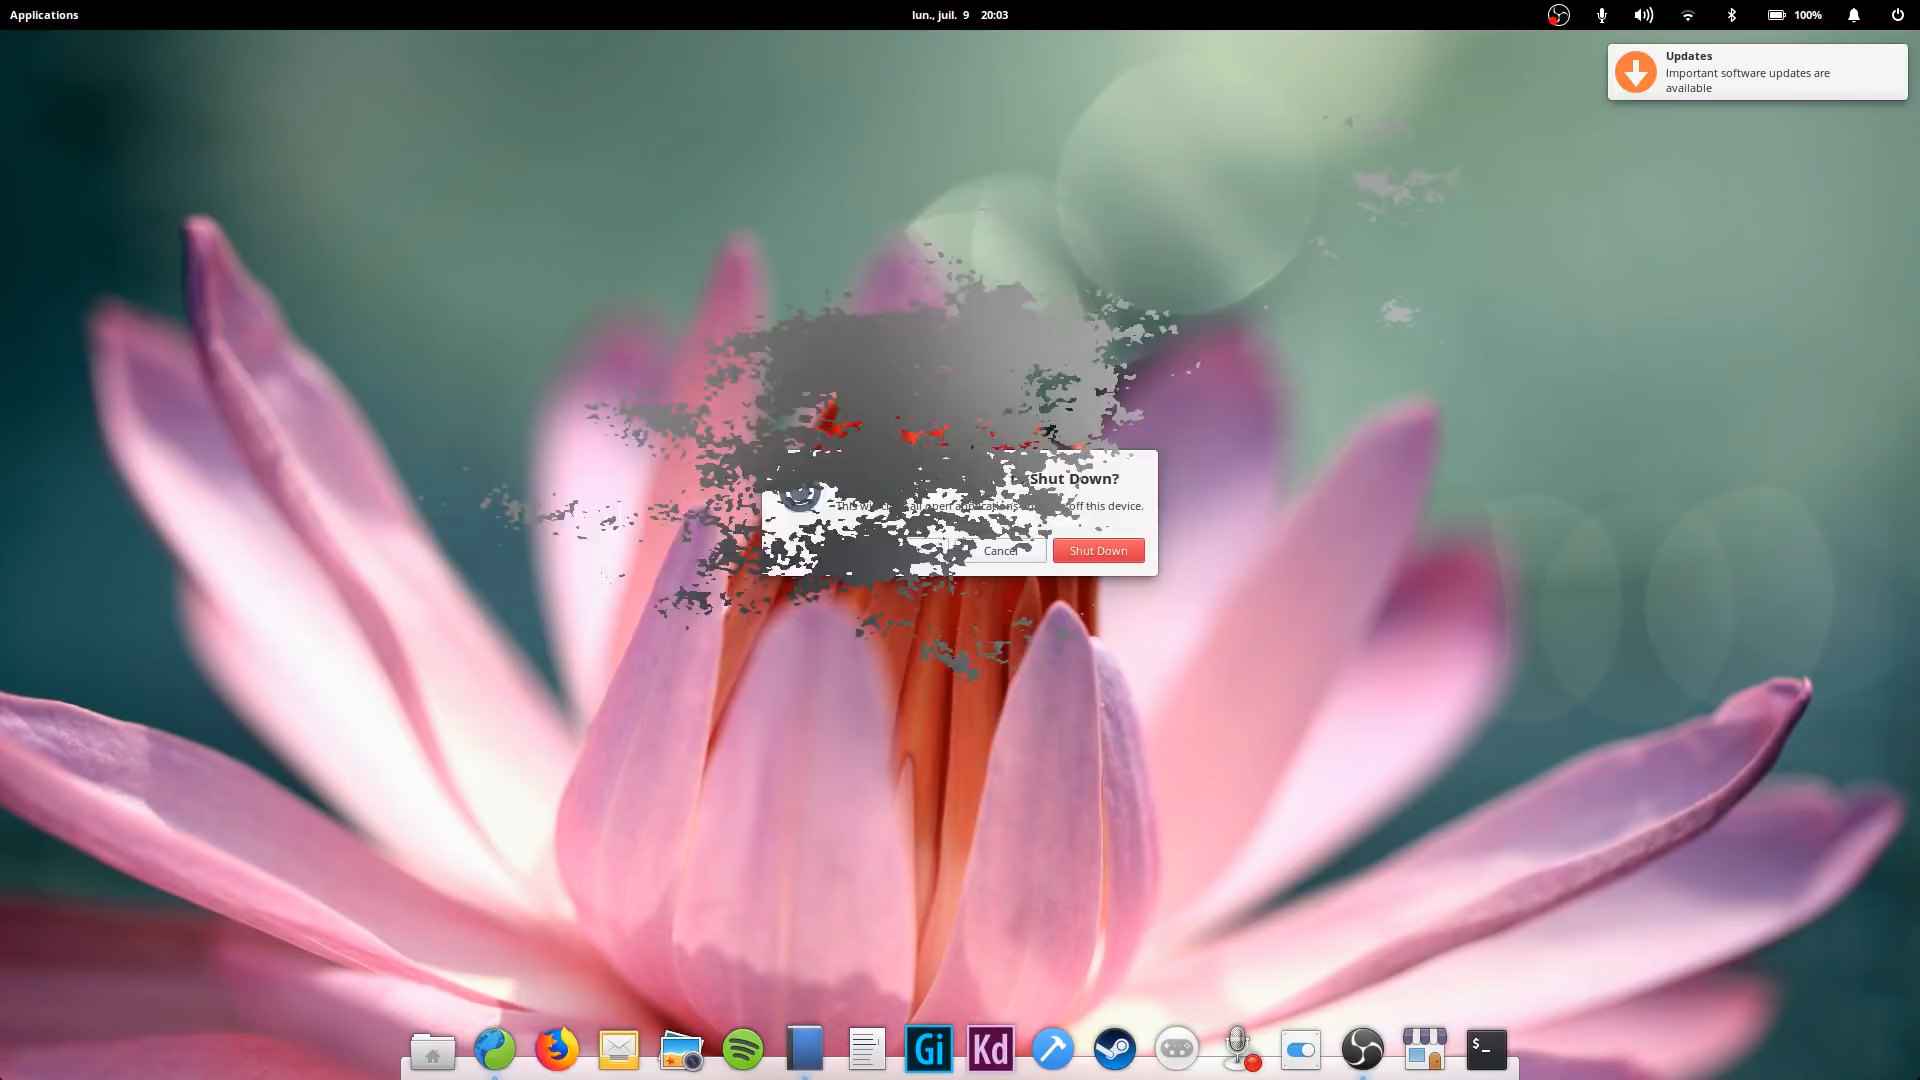 Applications
lun., juil. 9 20:03
100%
Updates
Important software updates are
available
Shut Down?
off this device.
Cancel
Shut Down
Gi
Kd
$_